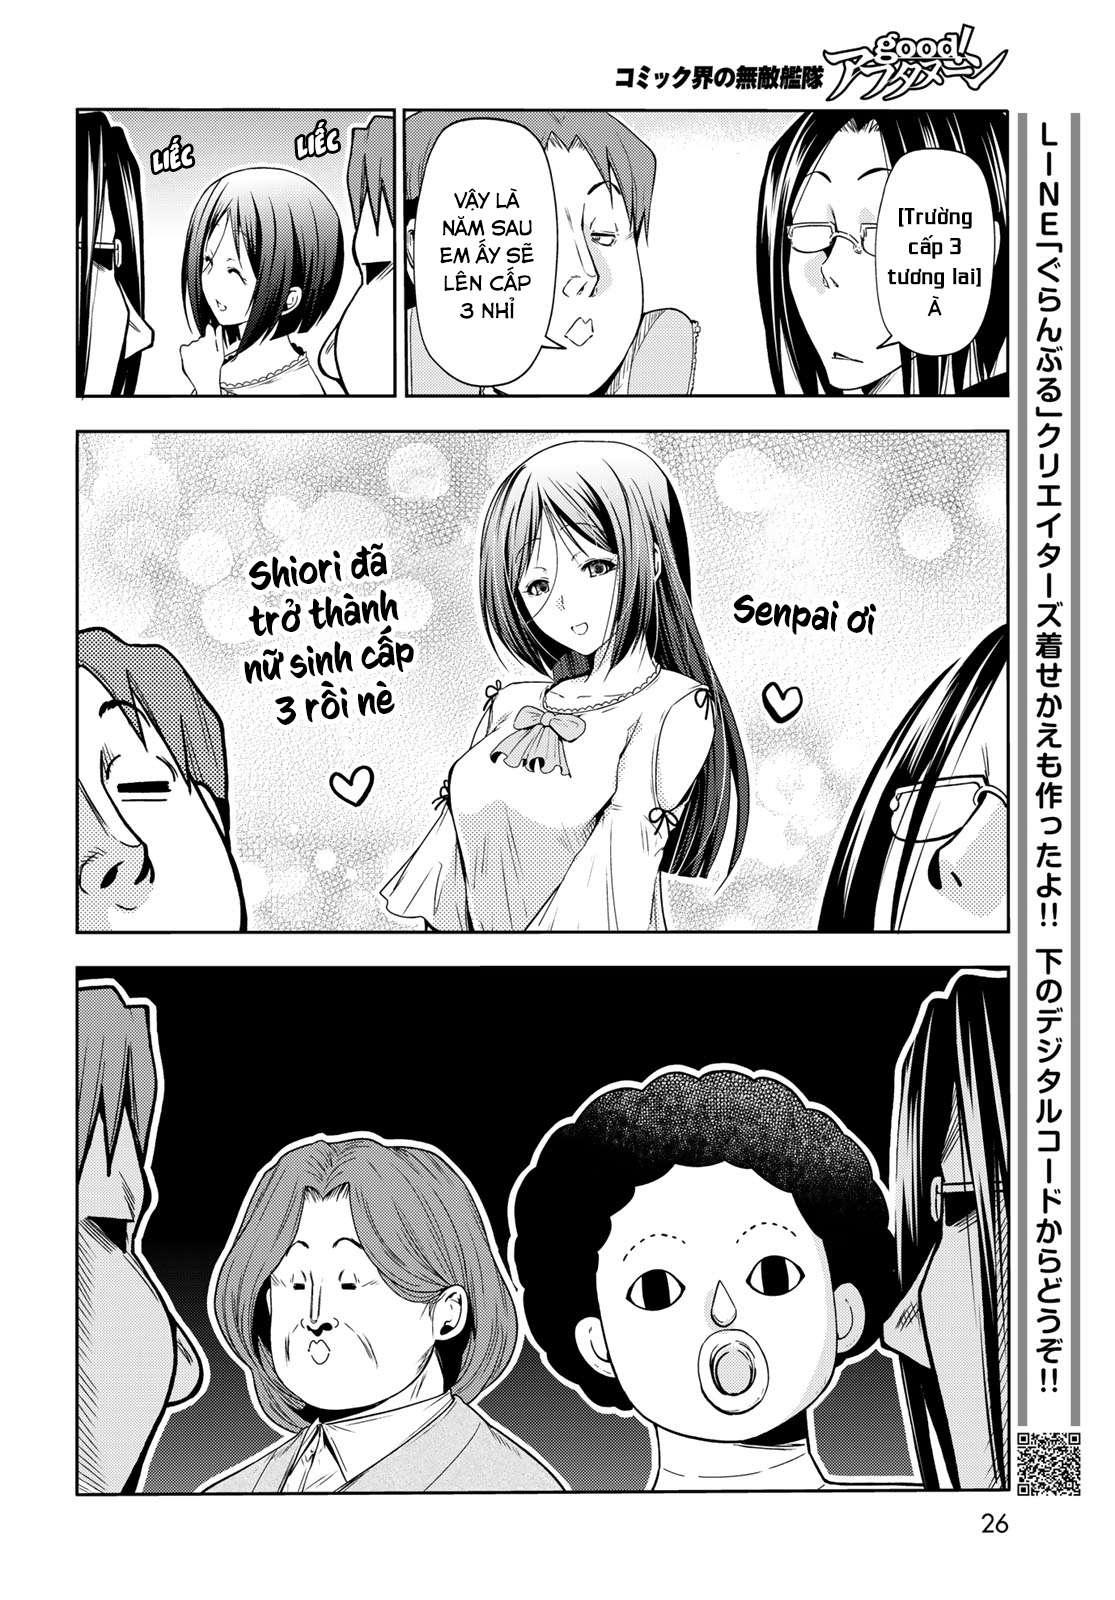 コミック界の無敵艦隊
good!
アフタヌーン
[Trường
cấp 3
tương lai]
À
VẬY LÀ
NĂM SAU
EM ẤY SẼ
LÊN CẤP
3 NHỈ
LIẾC
LIẾC
Senpai ơi
Shiori đã
trở thành
nữ sinh cấp
3 rồi nè
LINE「ぐらんぶる」クリエイターズ着せかえも作ったよ!! 下のデジタルコードからどうぞ!!
26